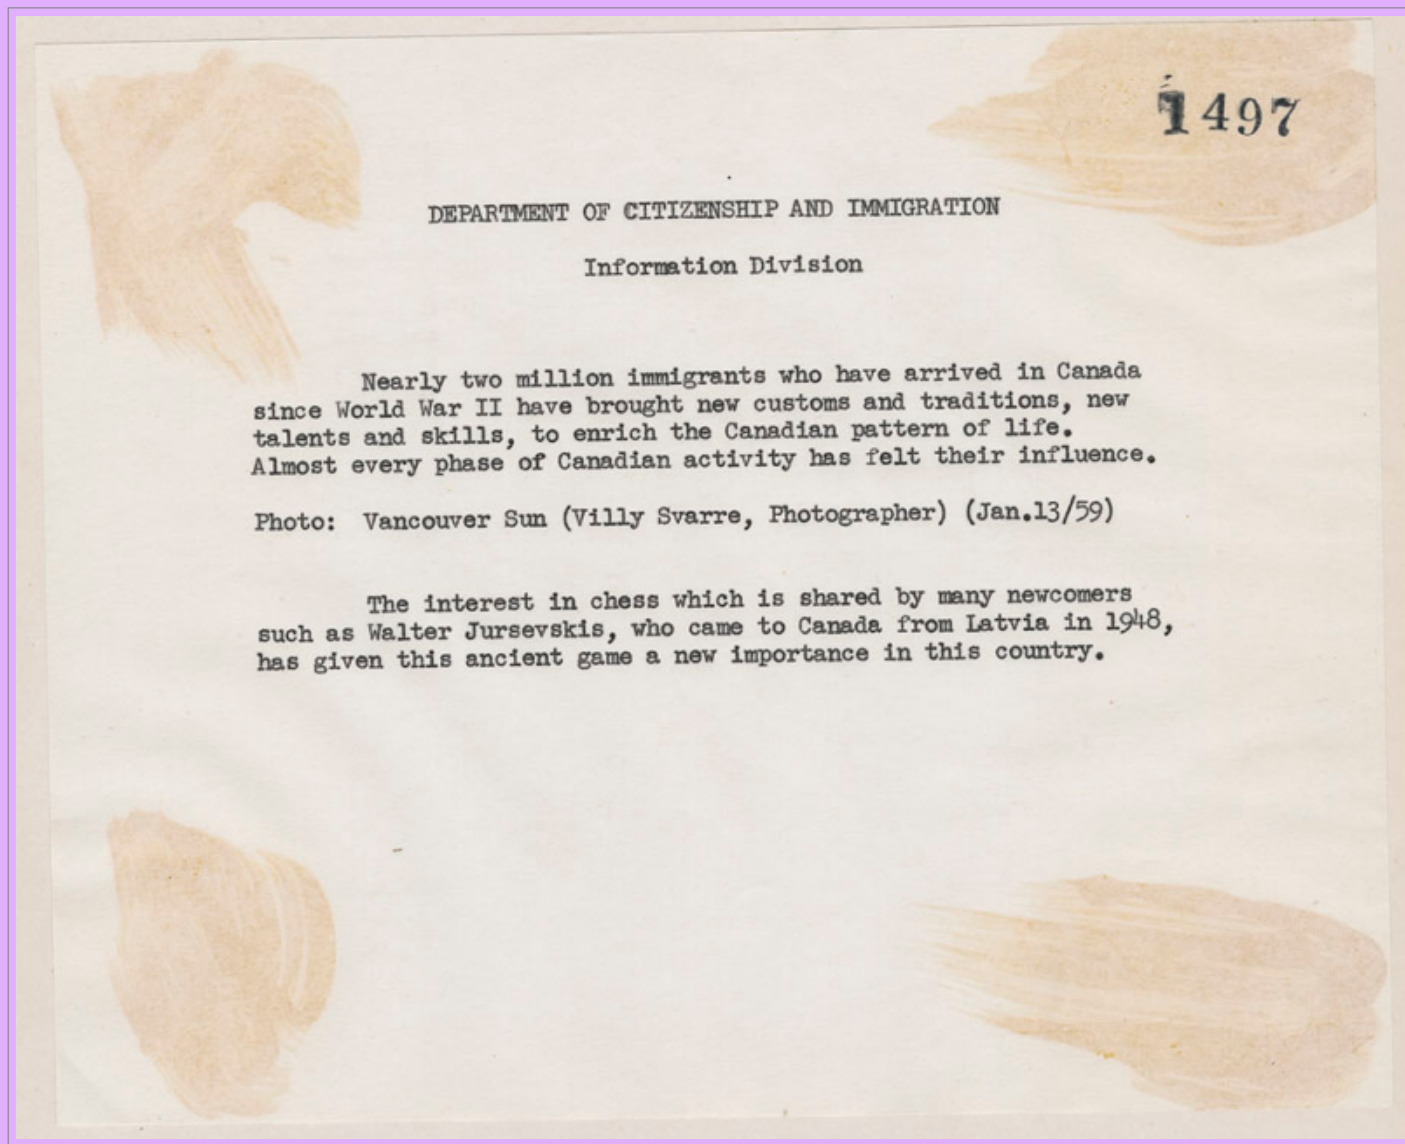 1497
DEPARTMENT OF CITIZENSHIP AND IMMIGRATION
Information Division
Nearly two million immigrants who have arrived in Canada
since World War II have brought new customs and traditions, new
talents and skills, to enrich the Canadian pattern of life.
Almost every phase of Canadian activity has felt their influence.
Photo: Vancouver Sun (Villy Svarre, Photographer) (Jan.13/59)
The interest in chess which is shared by many newcomers
such as Walter Jursevskis, who came to Canada from Latvia in 1948,
has given this ancient game a new importance in this country.